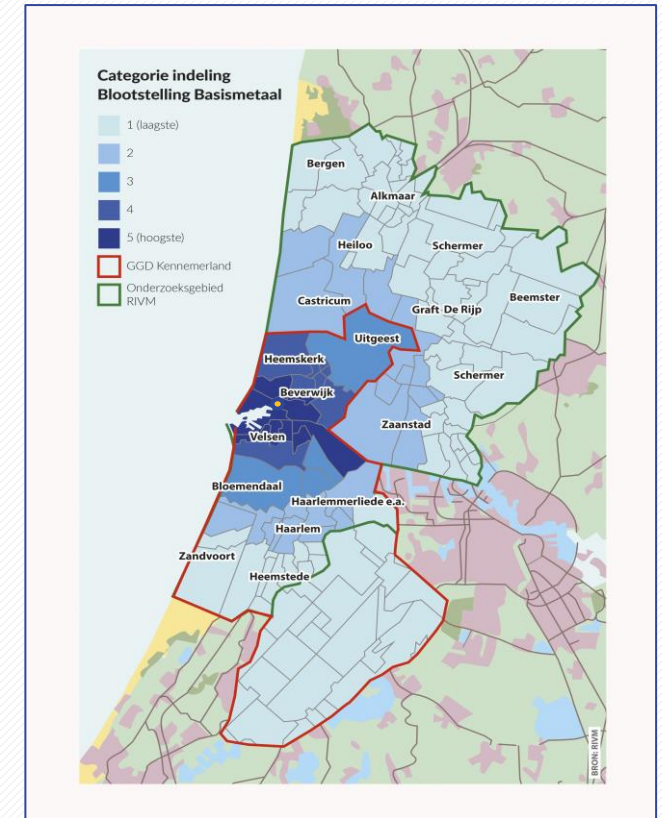 Categorie indeling
Blootstelling Basismetaal
1 (laagste)
2
3
4
5 (hoogste)
GGD Kennemerland
Onderzoeksgebied
RIVM
Bergen
Alkmaar
Heiloo
Schermer
Beemster
Castricum
Graft De Rijp
Uitgeest
Heemskerk
Schermer
Beverwijk
Zaanstad
Velsen
Bloemendaal
Haarlemmerliede e.a.
Haarlem
Zandvoort
Heemstede
BRON: RIVM